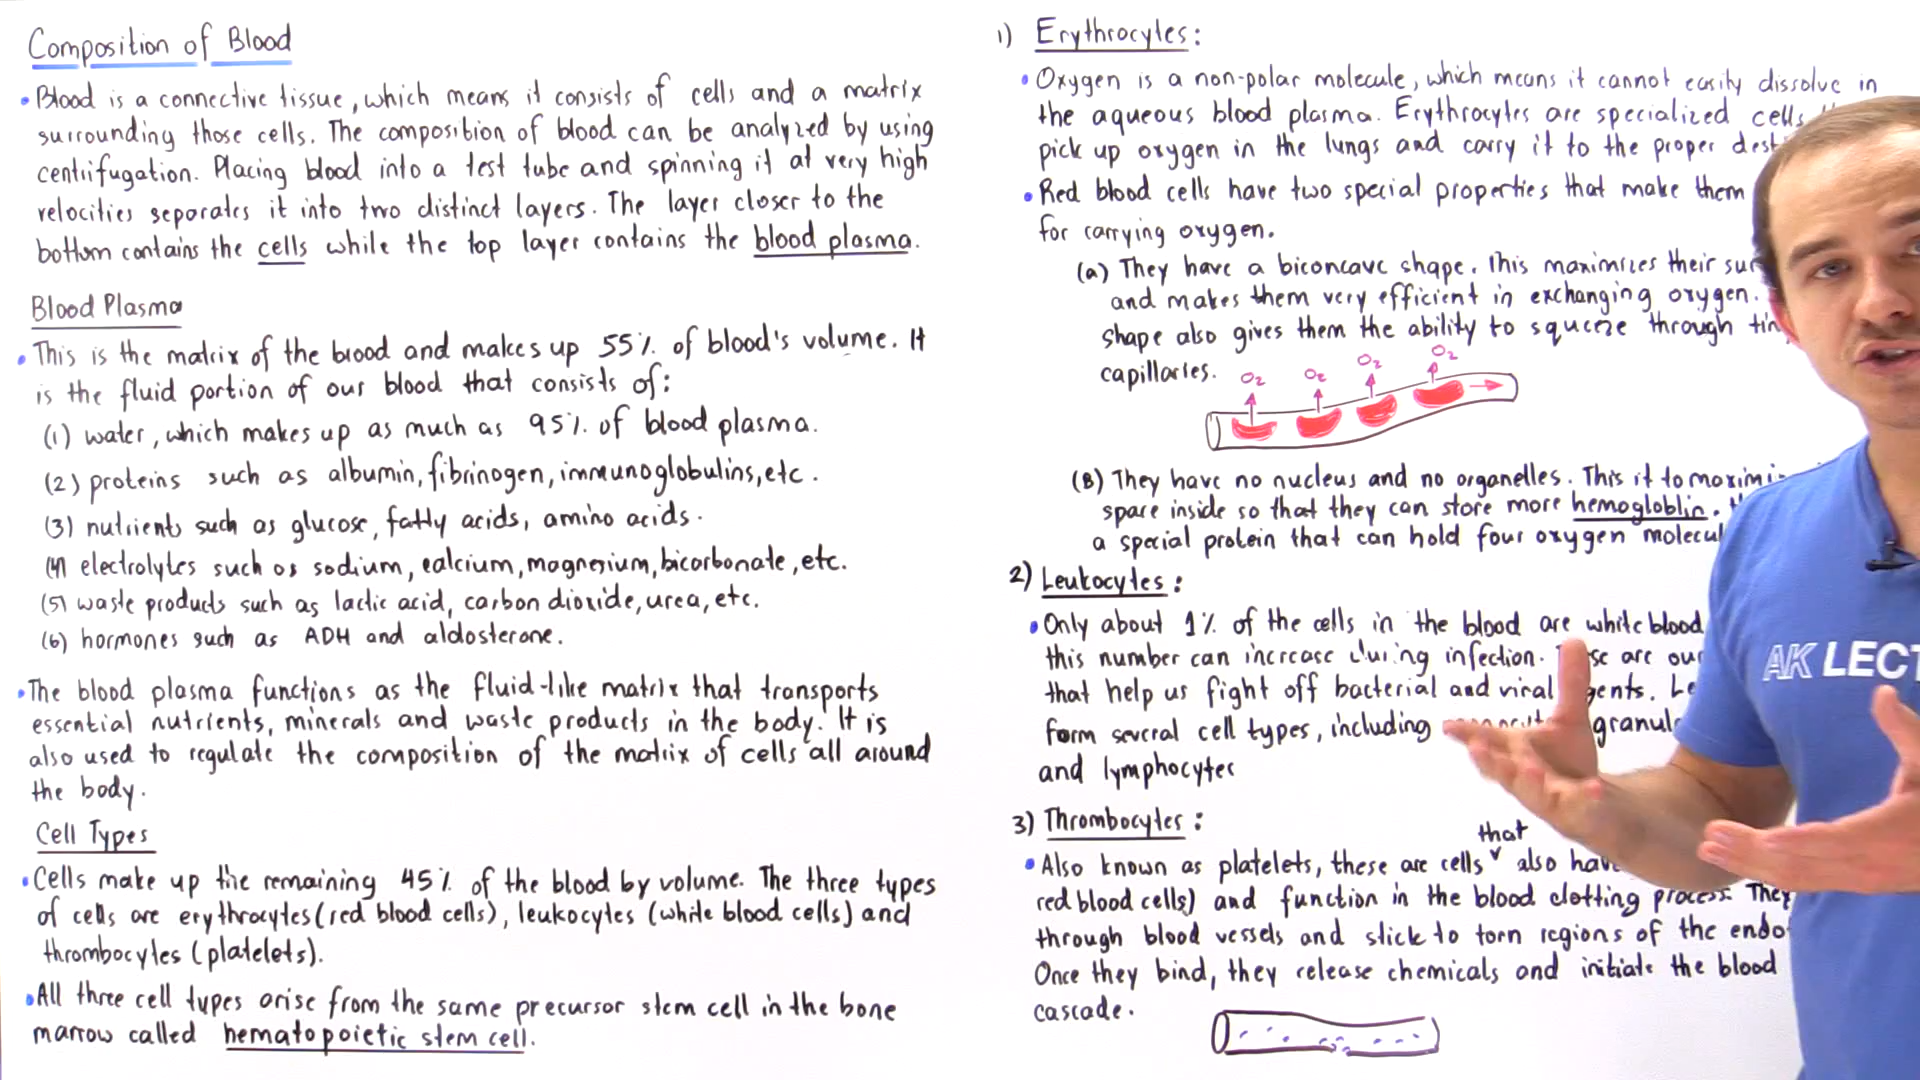 Composition of Blood
• Blood is a connective tissue, which means it consists of cells and a matrix
surrounding those cells. The composition of blood can be analyzed by using
centrifugation. Placing blood into a test tube and spinning it at very high
velocities separates it into two distinct layers. The layer closer to the
bottom contains the cells while the top layer contains the blood plasma.
Blood Plasma
• This is the matrix of the blood and makes up 55% of blood's volume. It
is the fluid portion of our blood that consists of:
(1) water, which makes up as much as 95% of blood plasma.
(2) proteins such as albumin, fibrinogen, immunoglobulins, etc.
(3) nutrients such as glucose, fatty acids, amino acids.
(4) electrolytes such as sodium, calcium, magnesium, bicarbonate, etc.
(5) waste products such as lactic acid, carbon dioxide, urea, etc.
(6) hormones such as ADH and aldosterone.
• The blood plasma functions as the fluid-like matrix that transports
essential nutrients, minerals and waste products in the body. It is
also used to regulate the composition of the matrix of cells all around
the body.
Cell Types
• Cells make up the remaining 45% of the blood by volume. The three types
of cells are erythrocytes (red blood cells), leukocytes (white blood cells) and
thrombocytes (platelets).
• All three cell types arise from the same precursor stem cell in the bone
marrow called hematopoietic stem cell.
1) Erythrocytes:
• Oxygen is a non-polar molecule, which means it cannot easily dissolve in
the aqueous blood plasma. Erythrocytes are specialized cells
pick up oxygen in the lungs and carry it to the proper dest
• Red blood cells have two special properties that make them
for carrying oxygen.
(a) They have a biconcave shape. This maximizes their sur
and makes them very efficient in exchanging oxygen.
shape also gives them the ability to squeeze through tin
capillaries.
O2 O2 O2 O2
(B) They have no nucleus and no organelles. This it to maximi
space inside so that they can store more hemogloblin.
a special protein that can hold four oxygen molecul
2) Leukocytes:
• Only about 1% of the cells in the blood are white blood
this number can increase during infection. are our
that help us fight off bacterial and viral gents. Le
form several cell types, including granul
and lymphocytes
3) Thrombocytes:
that
• Also known as platelets, these are cells also hav
red blood cells) and function in the blood clotting process. They
through blood vessels and stick to torn regions of the endo
Once they bind, they release chemicals and initiate the blood
cascade.
AK LECT